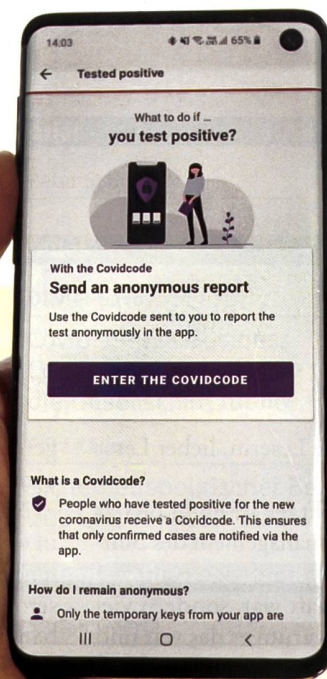 14:03 65%
Tested positive
What to do if ...
you test positive?
With the Covidcode
Send an anonymous report
Use the Covidcode sent to you to report the
test anonymously in the app.
ENTER THE COVIDCODE
What is a Covidcode?
People who have tested positive for the new
coronavirus receive a Covidcode. This ensures
that only confirmed cases are notified via the
app.
How do I remain anonymous?
Only the temporary keys from your app are